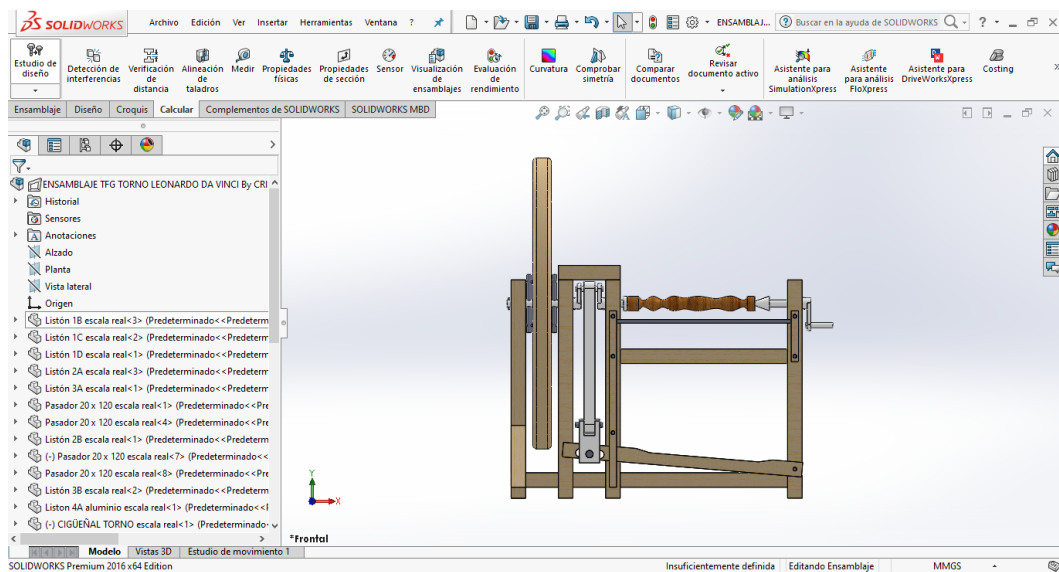 SOLIDWORKS Archivo Edición Ver Insertar Herramientas Ventana ? ENSAMBLAJ... Buscar en la ayuda de SOLIDWORKS ?
Estudio de diseño
Detección de interferencias
Verificación de distancia
Alineación de taladros
Medir
Propiedades físicas
Propiedades de sección
Sensor
Visualización de ensamblajes
Evaluación de rendimiento
Curvatura
Comprobar simetría
Comparar documentos
Revisar documento activo
Asistente para análisis SimulationXpress
Asistente para análisis FloXpress
Asistente para DriveWorksXpress
Costing
Ensamblaje Diseño Croquis Calcular Complementos de SOLIDWORKS SOLIDWORKS MBD
ENSAMBLAJE TFG TORNO LEONARDO DA VINCI By CRI
Historial
Sensores
Anotaciones
Alzado
Planta
Vista lateral
Origen
Listón 1B escala real<3> (Predeterminado<<Predeterm
Listón 1C escala real<2> (Predeterminado<<Predeterm
Listón 1D escala real<1> (Predeterminado<<Predeterm
Listón 2A escala real<3> (Predeterminado<<Predeterm
Listón 3A escala real<1> (Predeterminado<<Predeterm
Pasador 20 x 120 escala real<1> (Predeterminado<<Pre
Pasador 20 x 120 escala real<4> (Predeterminado<<Pre
Listón 2B escala real<1> (Predeterminado<<Predeterm
(-) Pasador 20 x 120 escala real<7> (Predeterminado<<
Pasador 20 x 120 escala real<8> (Predeterminado<<Pre
Listón 3B escala real<2> (Predeterminado<<Predeterm
Liston 4A aluminio escala real<1> (Predeterminado<<
(-) CIGÜEÑAL TORNO escala real<1> (Predeterminado
Y
X
*Frontal
Modelo Vistas 3D Estudio de movimiento 1
SOLIDWORKS Premium 2016 x64 Edition Insuficientemente definida Editando Ensamblaje MMGS